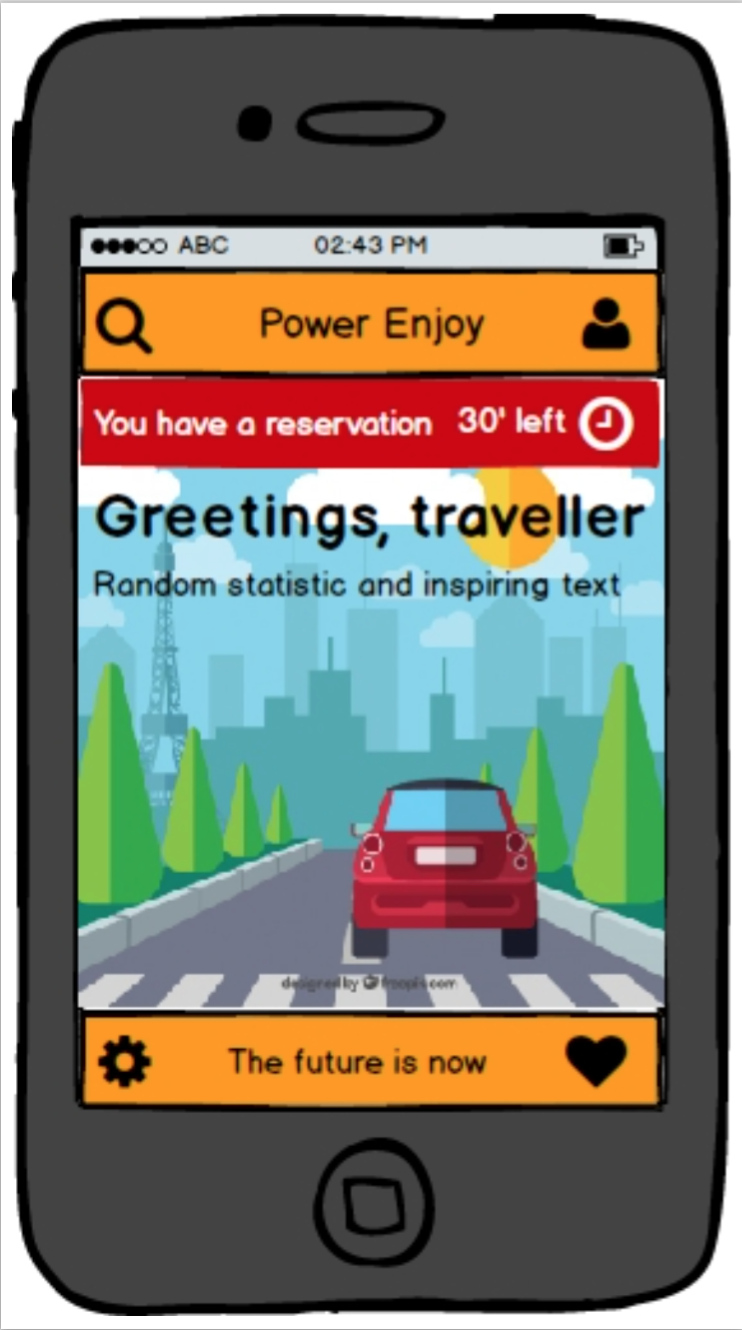 ABC 02:43 PM
Power Enjoy
You have a reservation 30' left
Greetings, traveller
Random statistic and inspiring text
designed by freepik.com
The future is now